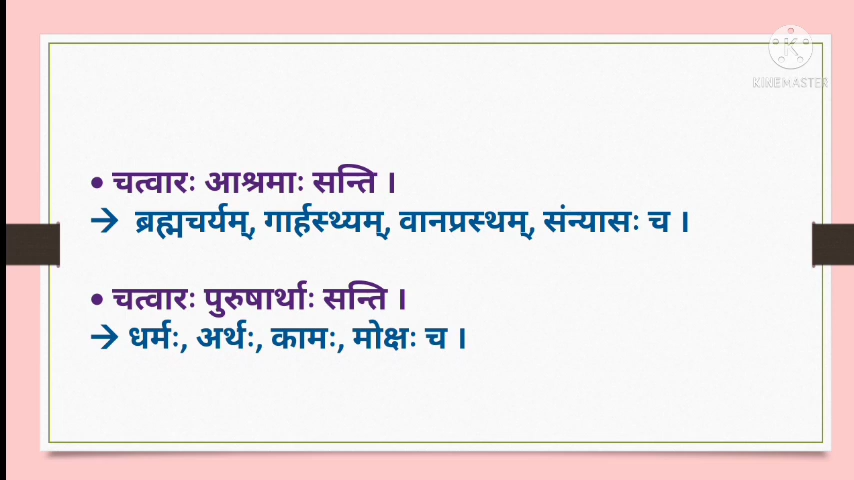 KINEMASTER
• चत्वारः आश्रमाः सन्ति ।
→ ब्रह्मचर्यम्, गार्हस्थ्यम्, वानप्रस्थम्, संन्यासः च ।
• चत्वारः पुरुषार्थाः सन्ति ।
→ धर्मः, अर्थः, कामः, मोक्षः च ।